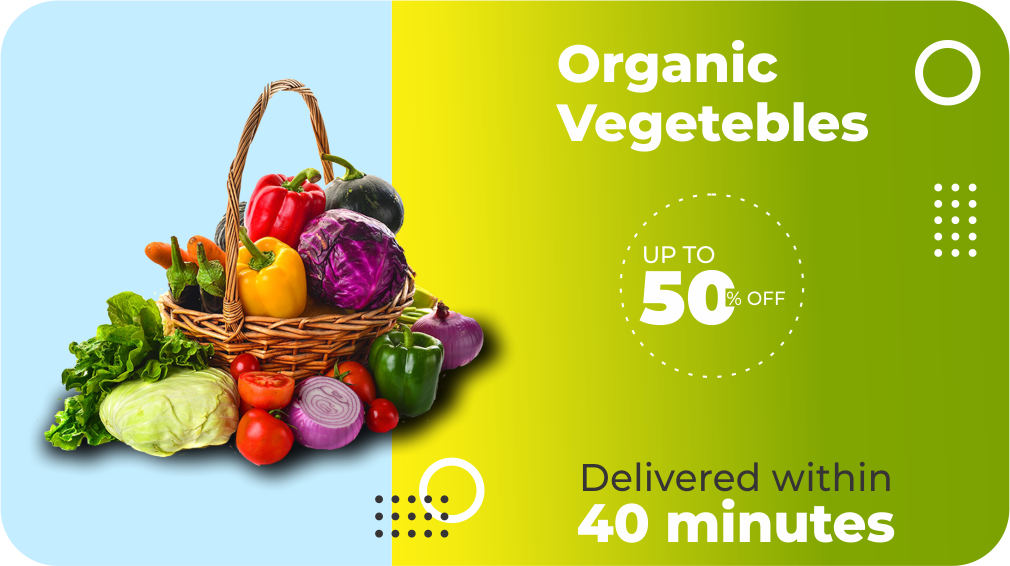 Organic
Vegetebles
UP TO
50% OFF
Delivered within
40 minutes